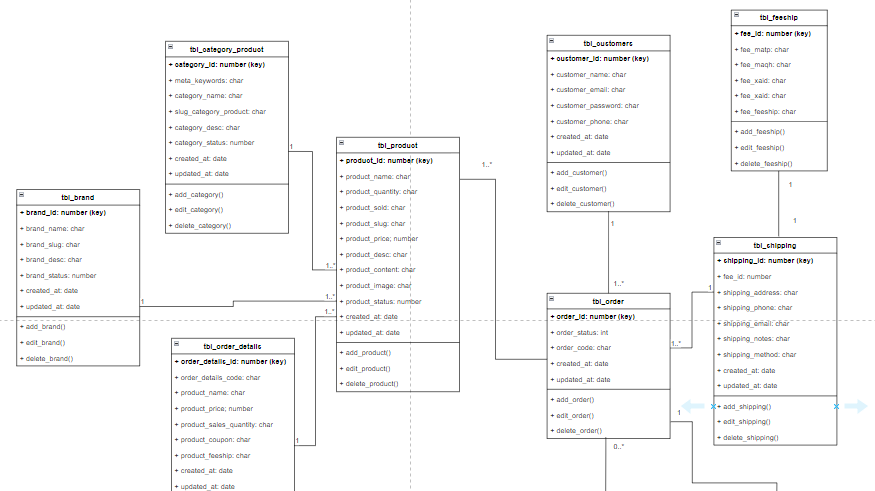 tbl_feeship
+ fee_id: number (key)
+ fee_matp: char
+ fee_maqh: char
+ fee_xaid: char
+ fee_xaid: char
+ fee_feeship: char
+ add_feeship()
+ edit_feeship()
+ delete_feeship()
1
1
tbl_customers
+ customer_id: number (key)
+ customer_name: char
+ customer_email: char
+ customer_password: char
+ customer_phone: char
+ created_at: date
+ updated_at: date
+ add_customer()
+ edit_customer()
+ delete_customer()
1
1..*
tbl_category_product
+ category_id: number (key)
+ meta_keywords: char
+ category_name: char
+ slug_category_product: char
+ category_desc: char
+ category_status: number
+ created_at: date
+ updated_at: date
+ add_category()
+ edit_category()
+ delete_category()
1
1..*
tbl_product
+ product_id: number (key)
+ product_name: char
+ product_quantity: char
+ product_sold: char
+ product_slug: char
+ product_price; number
+ product_desc: char
+ product_content: char
+ product_image: char
+ product_status: number
+ created_at: date
+ updated_at: date
+ add_product()
+ edit_product()
+ delete_product()
1..*
tbl_brand
+ brand_id: number (key)
+ brand_name: char
+ brand_slug: char
+ brand_desc: char
+ brand_status: number
+ created_at: date
+ updated_at: date
+ add_brand()
+ edit_brand()
+ delete_brand()
1
1..*
1..*
tbl_shipping
+ shipping_id: number (key)
+ fee_id: number
+ shipping_address: char
+ shipping_phone: char
+ shipping_email: char
+ shipping_notes: char
+ shipping_method: char
+ created_at: date
+ updated_at: date
+ add_shipping()
+ edit_shipping()
+ delete_shipping()
1
1..*
tbl_order
+ order_id: number (key)
+ order_status: int
+ order_code: char
+ created_at: date
+ updated_at: date
+ add_order()
+ edit_order()
+ delete_order()
1
0..*
tbl_order_details
+ order_details_id: number (key)
+ order_details_code: char
+ product_name: char
+ product_price; number
+ product_sales_quantity: char
+ product_coupon: char
+ product_feeship: char
+ created_at: date
+ updated_at: date
1